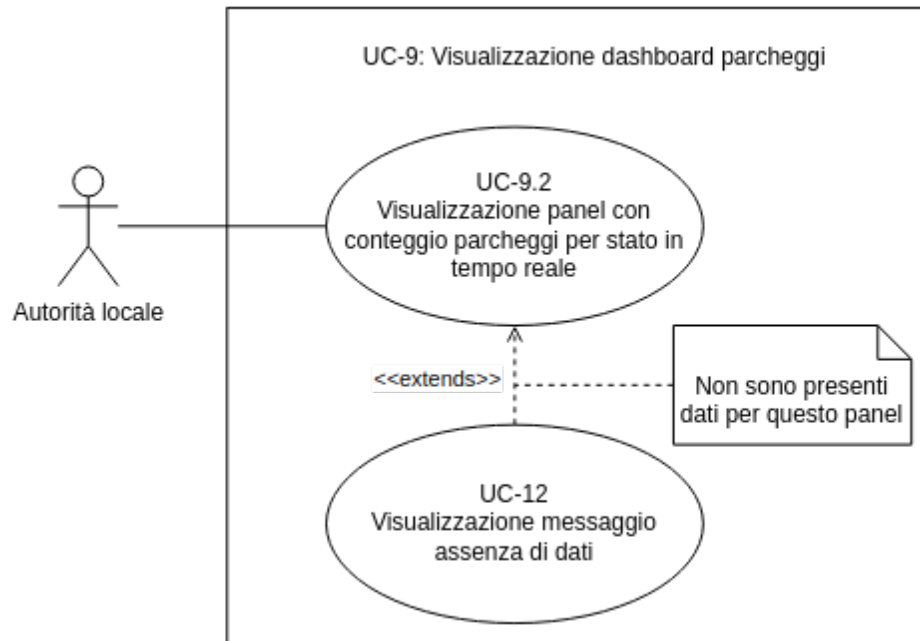 UC-9: Visualizzazione dashboard parcheggi
UC-9.2
Visualizzazione panel con
conteggio parcheggi per stato in
tempo reale
Autorità locale
<<extends>>
Non sono presenti
dati per questo panel
UC-12
Visualizzazione messaggio
assenza di dati